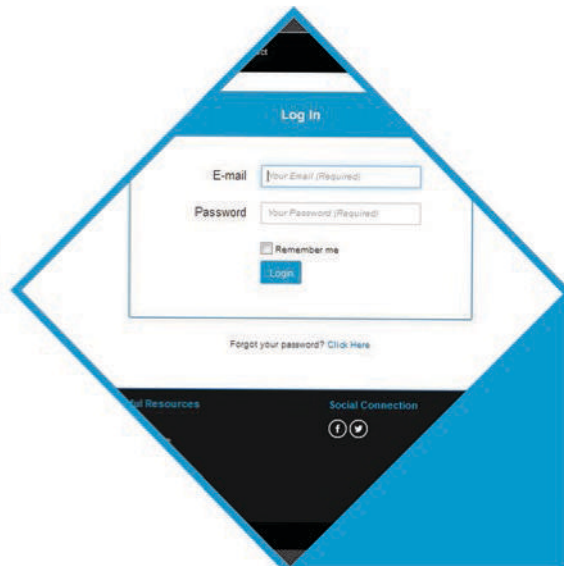 Log In
E-mail Your Email (Required)
Password Your Password (Required)
Remember me
Login
Forgot your password? Click Here
Resources Social Connection